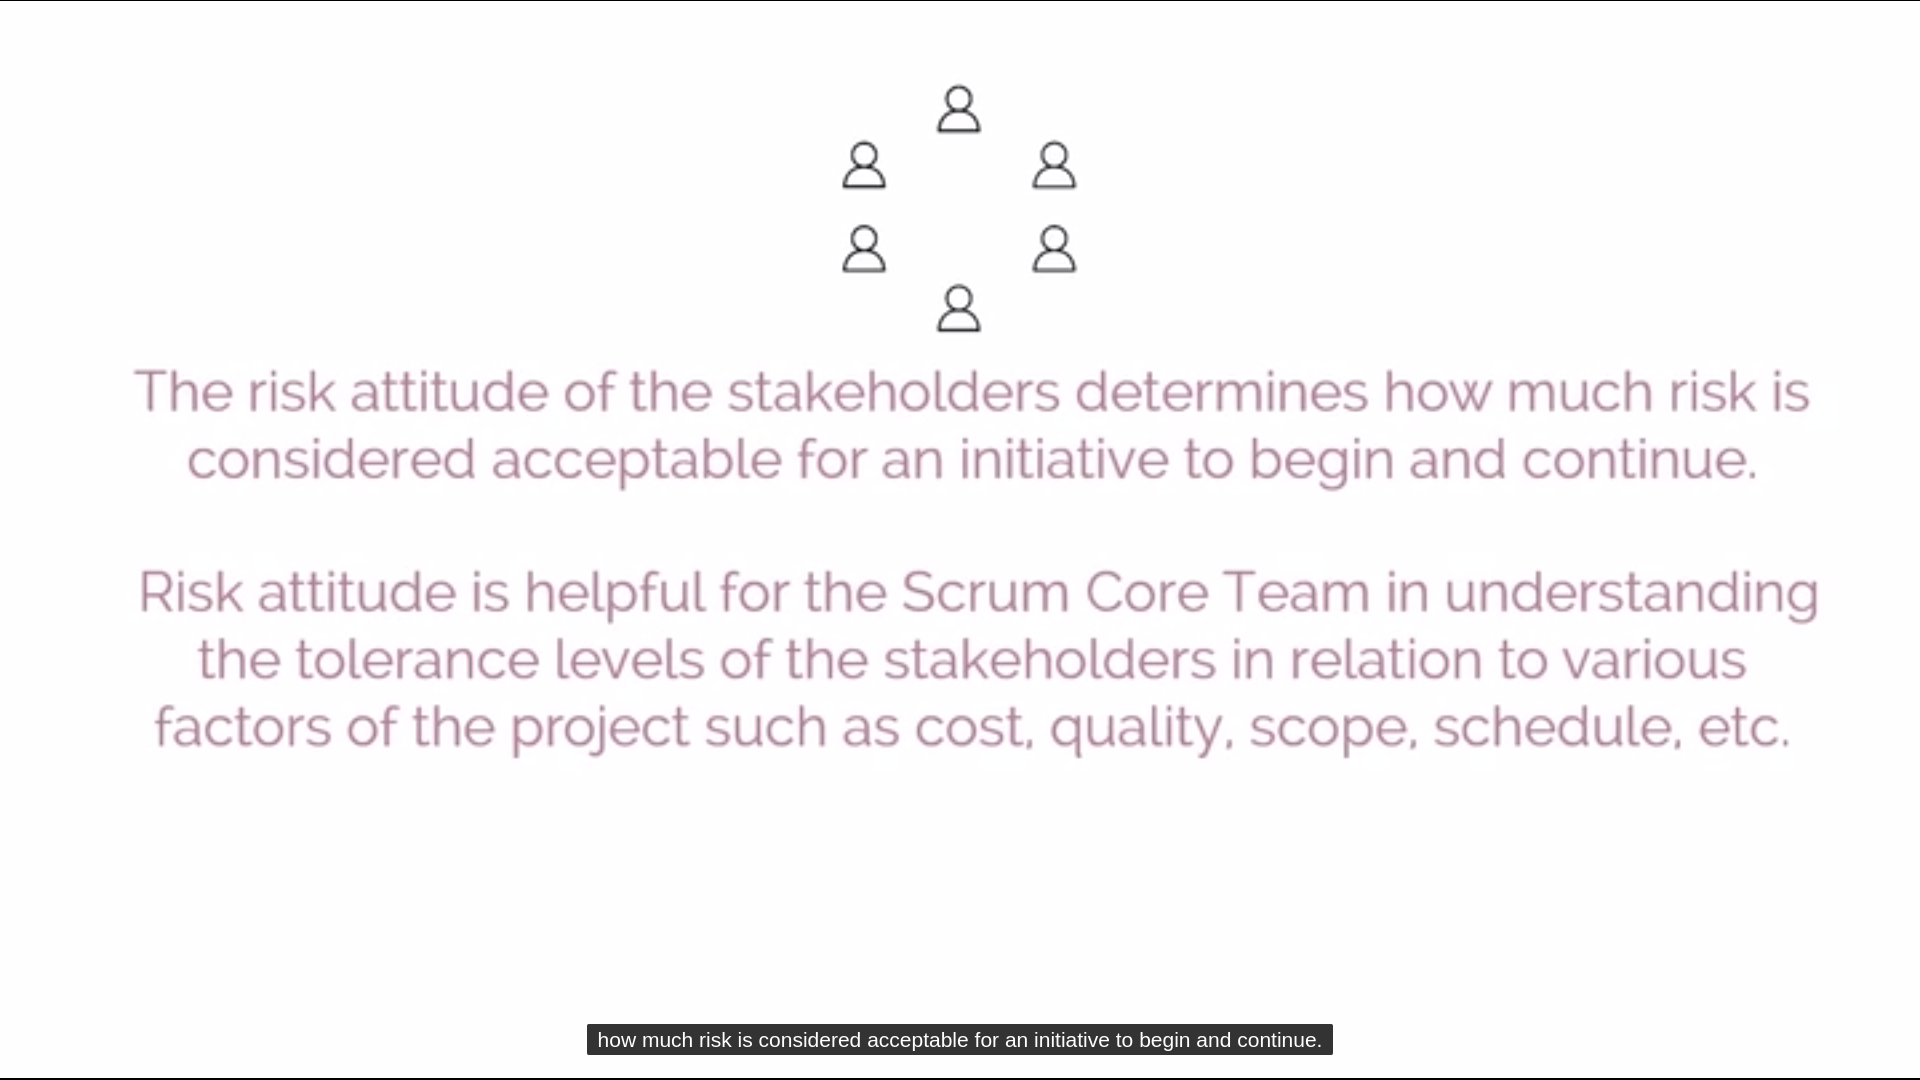 The risk attitude of the stakeholders determines how much risk is
considered acceptable for an initiative to begin and continue.
Risk attitude is helpful for the Scrum Core Team in understanding
the tolerance levels of the stakeholders in relation to various
factors of the project such as cost, quality, scope, schedule, etc.
how much risk is considered acceptable for an initiative to begin and continue.